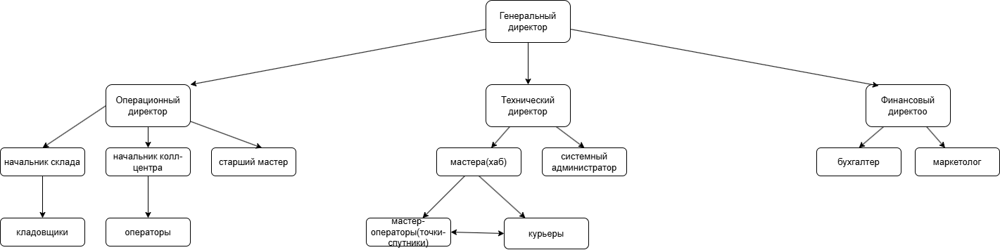 Генеральный
директор
Операционный
директор
Технический
директор
Финансовый
директоо
начальник склада
начальник колл-
центра
старший мастер
мастера(хаб)
системный
администратор
бухгалтер
маркетолог
кладовщики
операторы
мастер-
операторы(точки-
спутники)
курьеры